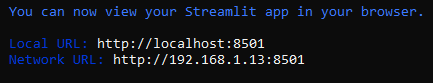 You can now view your Streamlit app in your browser.
Local URL: http://localhost:8501
Network URL: http://192.168.1.13:8501